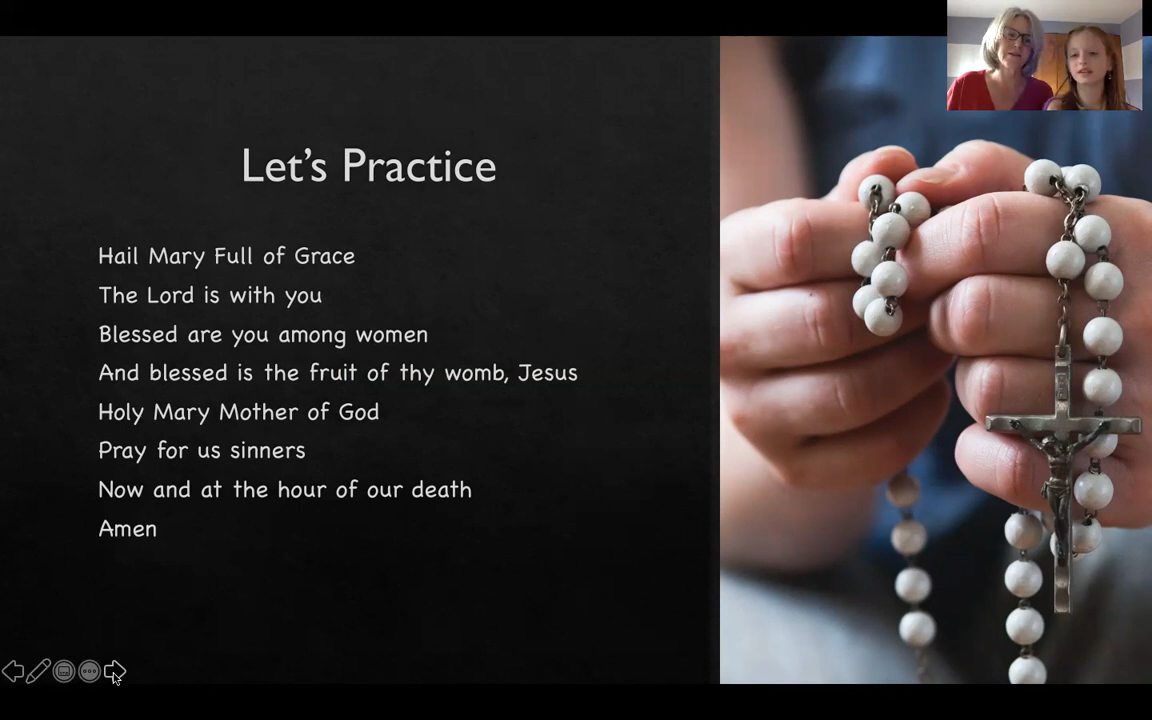 Let's Practice
Hail Mary Full of Grace
The Lord is with you
Blessed are you among women
And blessed is the fruit of thy womb, Jesus
Holy Mary Mother of God
Pray for us sinners
Now and at the hour of our death
Amen